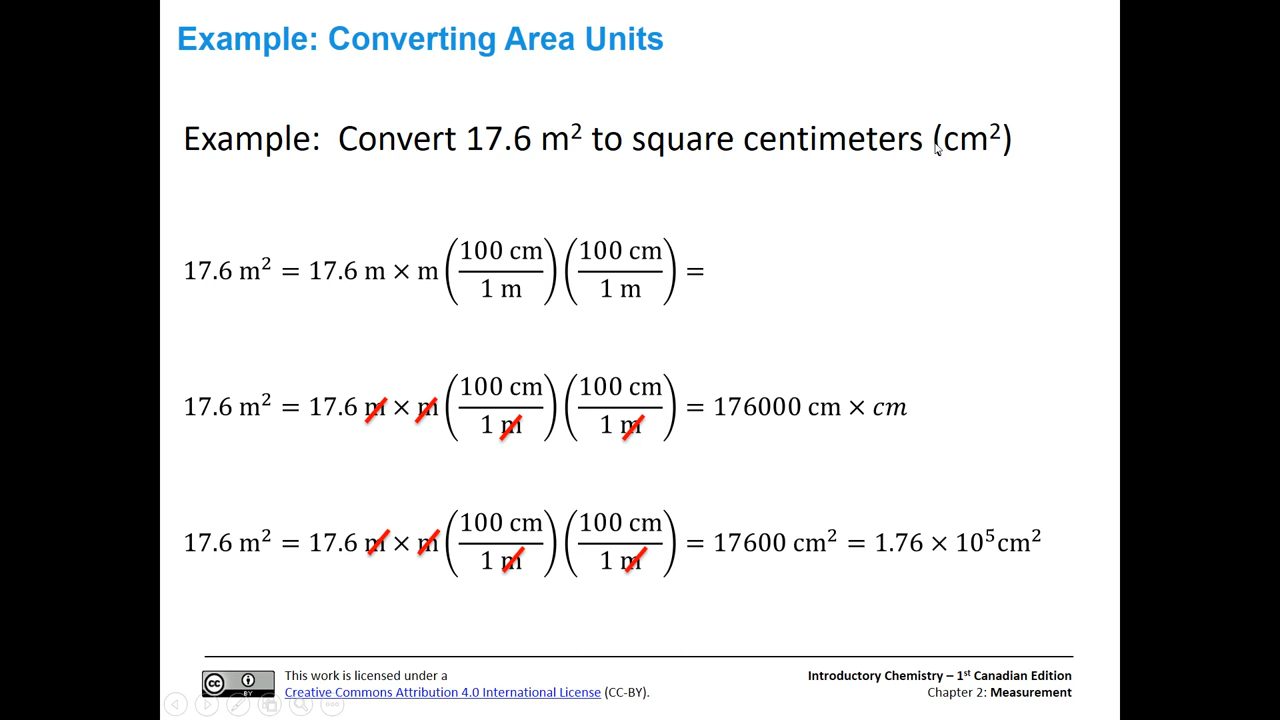 Example: Converting Area Units
Example: Convert 17.6 m² to square centimeters (cm²)
17.6 m² = 17.6 m × m (100 cm / 1 m) (100 cm / 1 m) =
17.6 m² = 17.6 m × m (100 cm / 1 m) (100 cm / 1 m) = 176000 cm × cm
17.6 m² = 17.6 m × m (100 cm / 1 m) (100 cm / 1 m) = 17600 cm² = 1.76 × 10⁵cm²
cc BY
This work is licensed under a
Creative Commons Attribution 4.0 International License (CC-BY).
Introductory Chemistry – 1st Canadian Edition
Chapter 2: Measurement